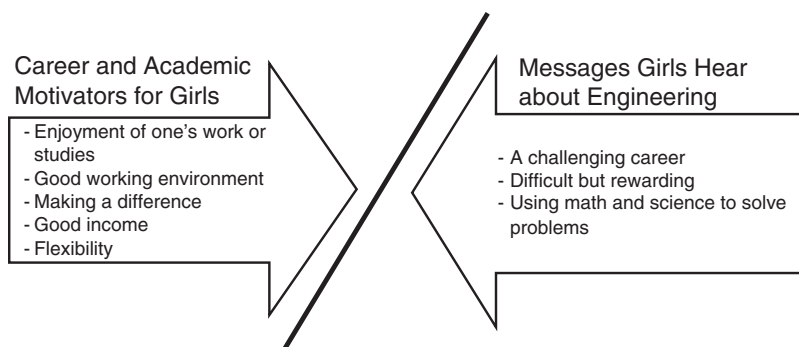 Career and Academic
Motivators for Girls
- Enjoyment of one's work or
studies
- Good working environment
- Making a difference
- Good income
- Flexibility
Messages Girls Hear
about Engineering
- A challenging career
- Difficult but rewarding
- Using math and science to solve
problems